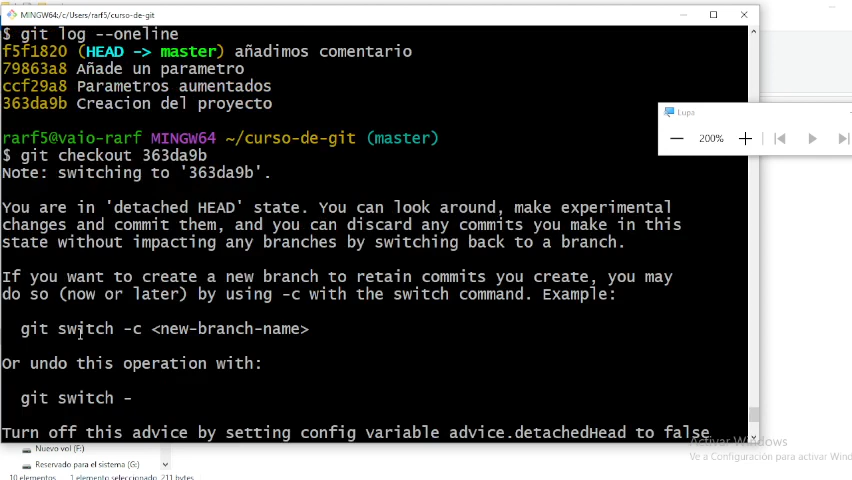 MINGW64:/c/Users/rarf5/curso-de-git
$ git log --oneline
f5f1820 (HEAD -> master) añadimos comentario
79863a8 Añade un parametro
ccf29a8 Parametros aumentados
363da9b Creacion del proyecto
Lupa
200%
rarf5@vaio-rarf MINGW64 ~/curso-de-git (master)
$ git checkout 363da9b
Note: switching to '363da9b'.
You are in 'detached HEAD' state. You can look around, make experimental
changes and commit them, and you can discard any commits you make in this
state without impacting any branches by switching back to a branch.
If you want to create a new branch to retain commits you create, you may
do so (now or later) by using -c with the switch command. Example:
git switch -c <new-branch-name>
Or undo this operation with:
git switch -
Turn off this advice by setting config variable advice.detachedHead to false
Activar Windows
Ve a Configuración para activar Wind
Nuevo vol (F:)
Reservado para el sistema (G:)
10 elementos 1 elemento seleccionado 211 bytes